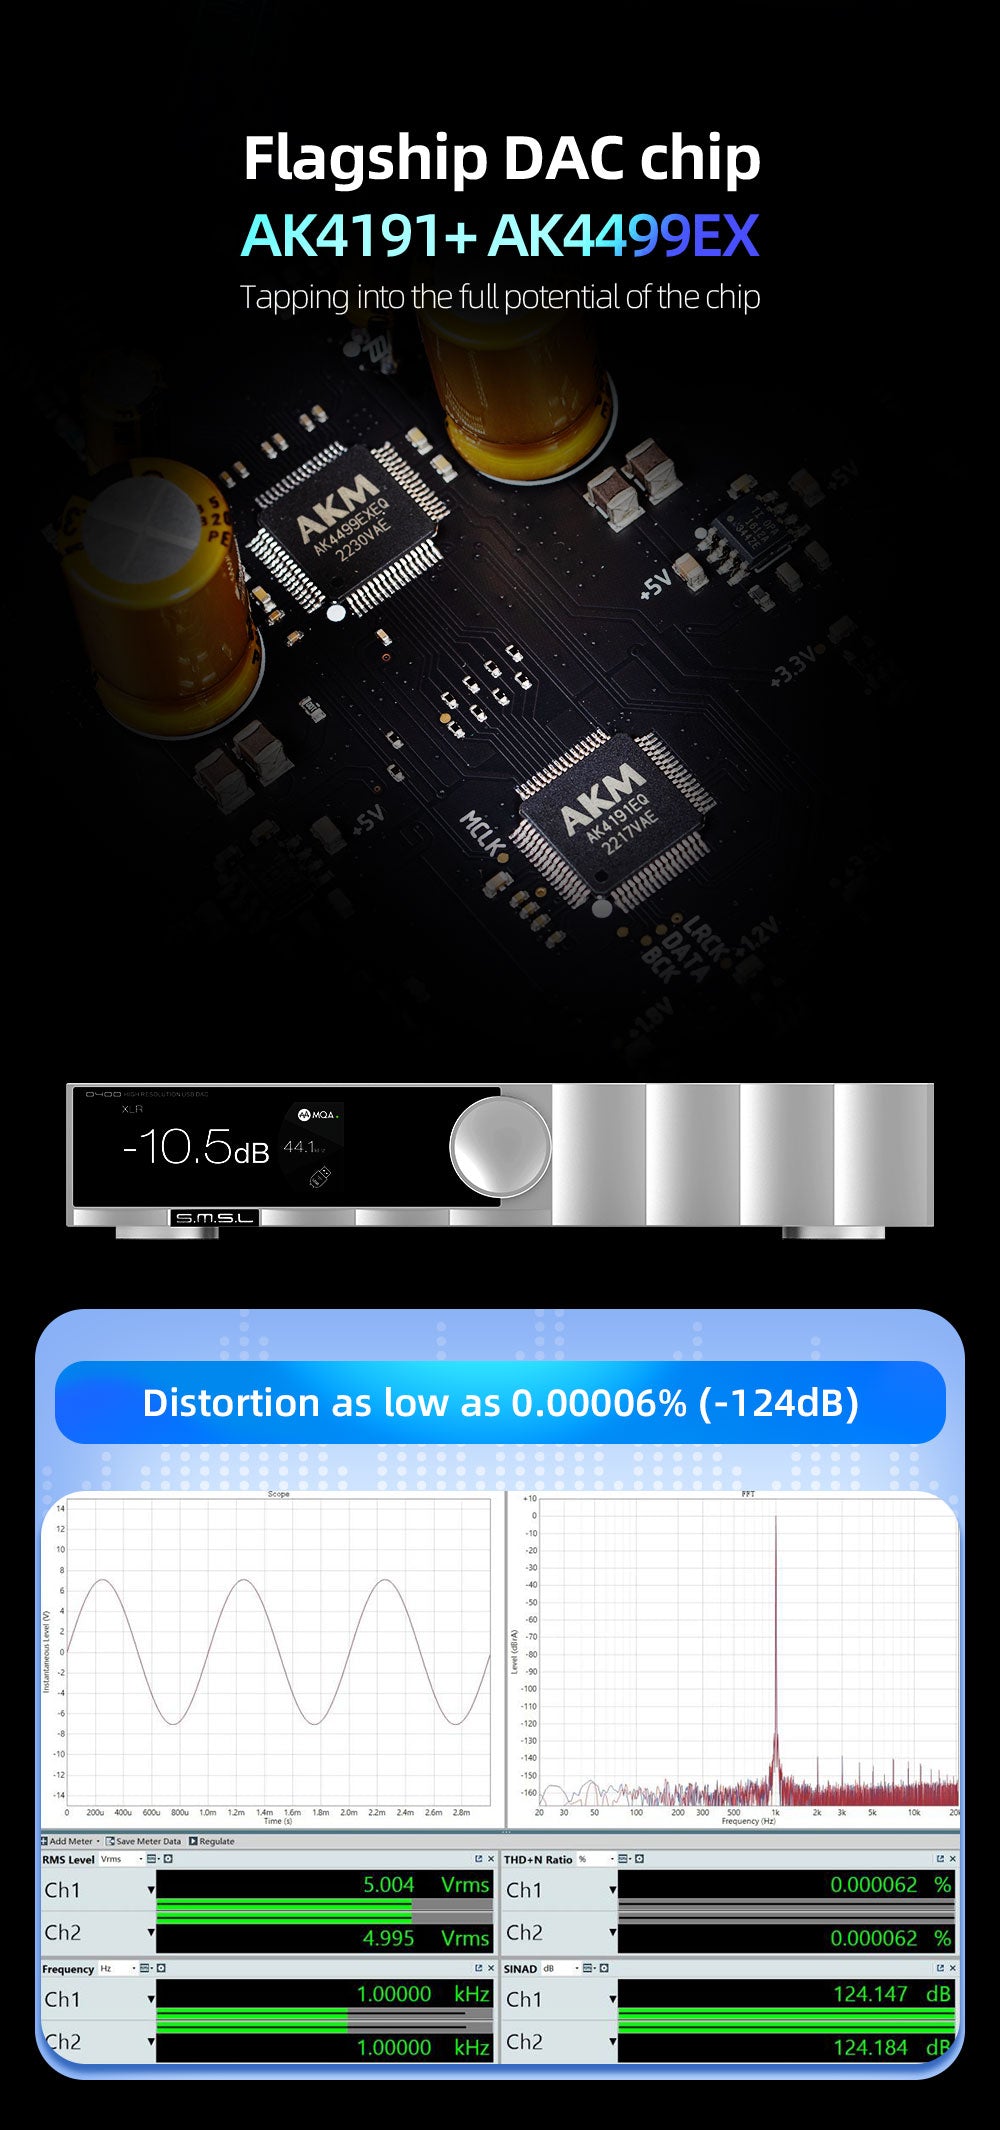 Flagship DAC chip
AK4191+ AK4499EX
Tapping into the full potential of the chip
AKM
AK4499EXEQ
2230VAE
+5V
+5V
+3.3V
+5V
AKM
AK4191EQ
2217VAE
MCLK
LRCK
DATA
BCK
+1.2V
+1.8V
D400 HIGH RESOLUTION USB DAC
XLR
-10.5dB
MQA
44.1kHz
S.M.S.L
Distortion as low as 0.00006% (-124dB)
Scope
Instantaneous Level (V)
14
12
10
8
6
4
2
0
-2
-4
-6
-8
-10
-12
-14
0 200u 400u 600u 800u 1.0m 1.2m 1.4m 1.6m 1.8m 2.0m 2.2m 2.4m 2.6m 2.8m
Time (s)
FFT
Level (dBrA)
+10
0
-10
-20
-30
-40
-50
-60
-70
-80
-90
-100
-110
-120
-130
-140
-150
-160
20 30 50 100 200 300 500 1k 2k 3k 5k 10k 20k
Frequency (Hz)
Add Meter Save Meter Data Regulate
RMS Level Vrms
Ch1 5.004 Vrms
Ch2 4.995 Vrms
THD+N Ratio %
Ch1 0.000062 %
Ch2 0.000062 %
Frequency Hz
Ch1 1.00000 kHz
Ch2 1.00000 kHz
SINAD dB
Ch1 124.147 dB
Ch2 124.184 dB